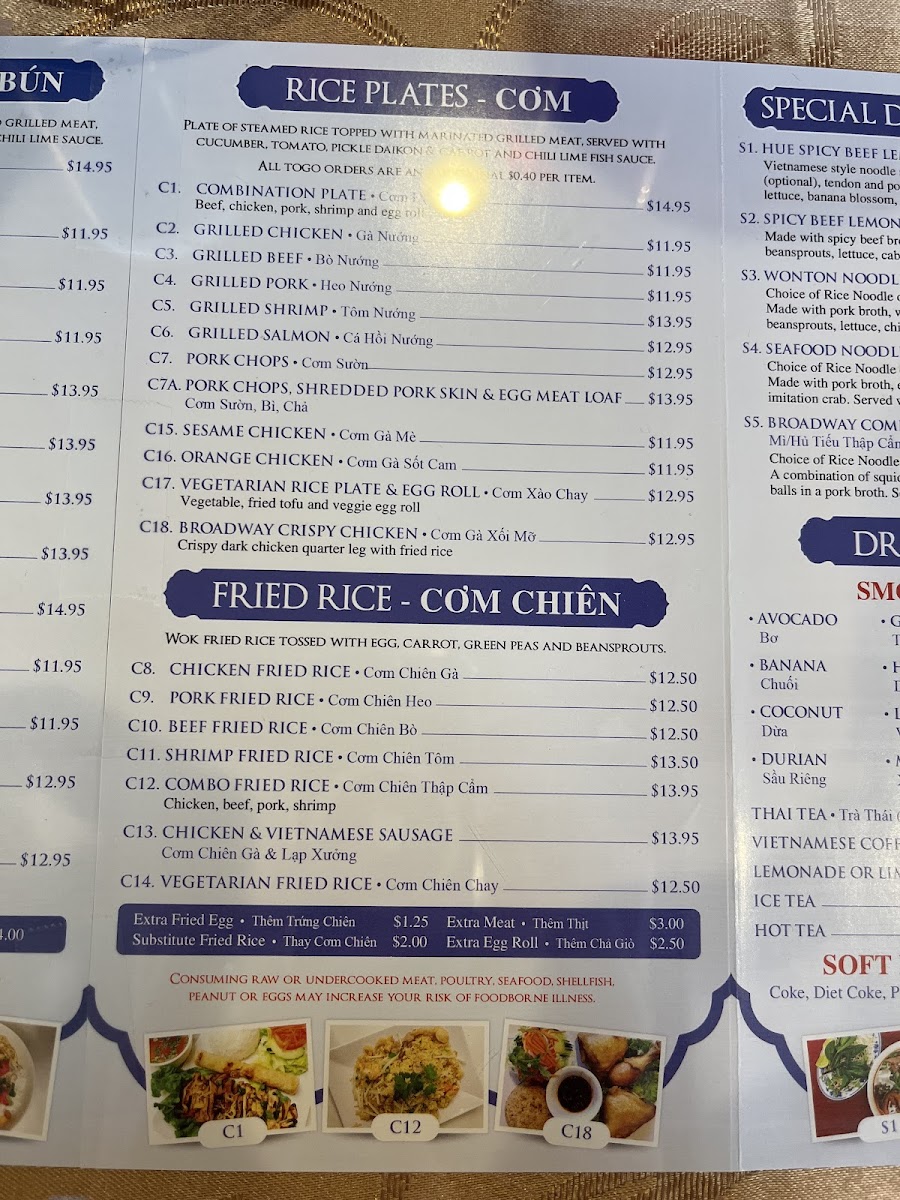 BÚN
GRILLED MEAT,
CHILI LIME SAUCE.
$14.95
$11.95
$11.95
$11.95
$13.95
$13.95
$13.95
$13.95
$14.95
$11.95
$11.95
$12.95
$12.95
4.00
RICE PLATES - CƠM
PLATE OF STEAMED RICE TOPPED WITH MARINATED GRILLED MEAT, SERVED WITH
CUCUMBER, TOMATO, PICKLE DAIKON & CARROT AND CHILI LIME FISH SAUCE.
ALL TOGO ORDERS ARE AN $0.40 PER ITEM.
C1. COMBINATION PLATE • Cơm $14.95
Beef, chicken, pork, shrimp and egg roll
C2. GRILLED CHICKEN • Gà Nướng $11.95
C3. GRILLED BEEF • Bò Nướng $11.95
C4. GRILLED PORK • Heo Nướng $11.95
C5. GRILLED SHRIMP • Tôm Nướng $13.95
C6. GRILLED SALMON • Cá Hồi Nướng $12.95
C7. PORK CHOPS • Cơm Sườn $12.95
C7A. PORK CHOPS, SHREDDED PORK SKIN & EGG MEAT LOAF $13.95
Cơm Sườn, Bì, Chả
C15. SESAME CHICKEN • Cơm Gà Mè $11.95
C16. ORANGE CHICKEN • Cơm Gà Sốt Cam $11.95
C17. VEGETARIAN RICE PLATE & EGG ROLL • Cơm Xào Chay $12.95
Vegetable, fried tofu and veggie egg roll
C18. BROADWAY CRISPY CHICKEN • Cơm Gà Xối Mỡ $12.95
Crispy dark chicken quarter leg with fried rice
FRIED RICE - CƠM CHIÊN
WOK FRIED RICE TOSSED WITH EGG, CARROT, GREEN PEAS AND BEANSPROUTS.
C8. CHICKEN FRIED RICE • Cơm Chiên Gà $12.50
C9. PORK FRIED RICE • Cơm Chiên Heo $12.50
C10. BEEF FRIED RICE • Cơm Chiên Bò $12.50
C11. SHRIMP FRIED RICE • Cơm Chiên Tôm $13.50
C12. COMBO FRIED RICE • Cơm Chiên Thập Cẩm $13.95
Chicken, beef, pork, shrimp
C13. CHICKEN & VIETNAMESE SAUSAGE $13.95
Cơm Chiên Gà & Lạp Xưởng
C14. VEGETARIAN FRIED RICE • Cơm Chiên Chay $12.50
Extra Fried Egg • Thêm Trứng Chiên $1.25 Extra Meat • Thêm Thịt $3.00
Substitute Fried Rice • Thay Cơm Chiên $2.00 Extra Egg Roll • Thêm Chả Giò $2.50
CONSUMING RAW OR UNDERCOOKED MEAT, POULTRY, SEAFOOD, SHELLFISH,
PEANUT OR EGGS MAY INCREASE YOUR RISK OF FOODBORNE ILLNESS.
C1
C12
C18
SPECIAL D
S1. HUE SPICY BEEF LE
Vietnamese style noodle
(optional), tendon and po
lettuce, banana blossom,
S2. SPICY BEEF LEMON
Made with spicy beef bro
beansprouts, lettuce, cab
S3. WONTON NOODL
Choice of Rice Noodle
Made with pork broth,
beansprouts, lettuce, chi
S4. SEAFOOD NOODL
Choice of Rice Noodle
Made with pork broth,
imitation crab. Served
S5. BROADWAY COM
Mì/Hủ Tiếu Thập Cẩm
Choice of Rice Noodle
A combination of squi
balls in a pork broth. S
DR
SMO
• AVOCADO
Bơ
• BANANA
Chuối
• COCONUT
Dừa
• DURIAN
Sầu Riêng
THAI TEA • Trà Thái
VIETNAMESE COFF
LEMONADE OR LI
ICE TEA
HOT TEA
SOFT
Coke, Diet Coke, P
S1